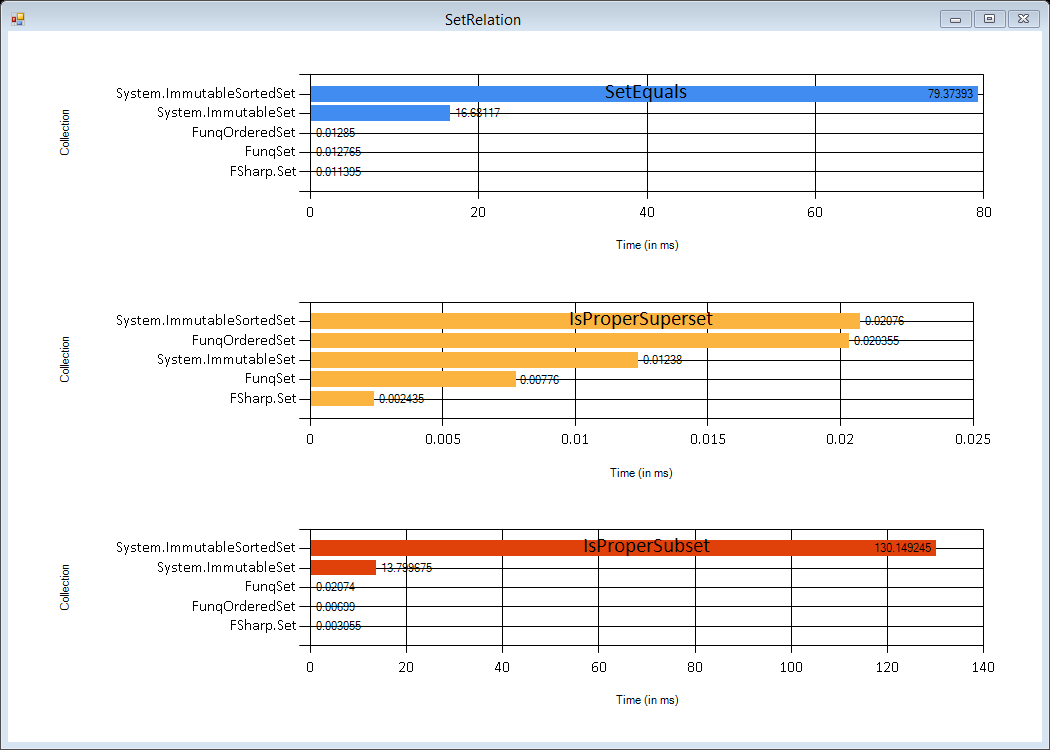 SetRelation
SetEquals
Collection
System.ImmutableSortedSet 79.37393
System.ImmutableSet 16.68117
FunqOrderedSet 0.01285
FunqSet 0.012765
FSharp.Set 0.011395
0 20 40 60 80
Time (in ms)
IsProperSuperset
Collection
System.ImmutableSortedSet 0.02076
FunqOrderedSet 0.020355
System.ImmutableSet 0.01238
FunqSet 0.00776
FSharp.Set 0.002435
0 0.005 0.01 0.015 0.02 0.025
Time (in ms)
IsProperSubset
Collection
System.ImmutableSortedSet 130.149245
System.ImmutableSet 13.799675
FunqSet 0.02074
FunqOrderedSet 0.00699
FSharp.Set 0.003055
0 20 40 60 80 100 120 140
Time (in ms)